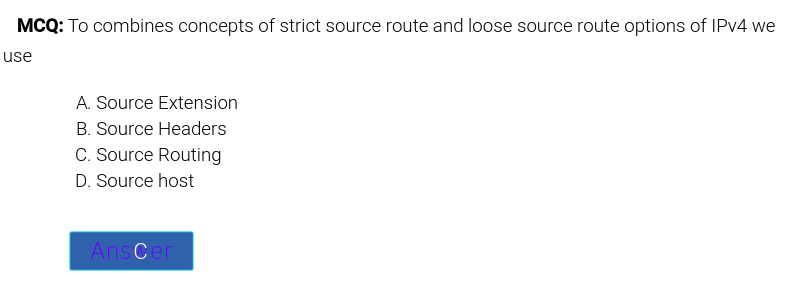 MCQ: To combines concepts of strict source route and loose source route options of IPv4 we
use
A. Source Extension
B. Source Headers
C. Source Routing
D. Source host
Answer
C